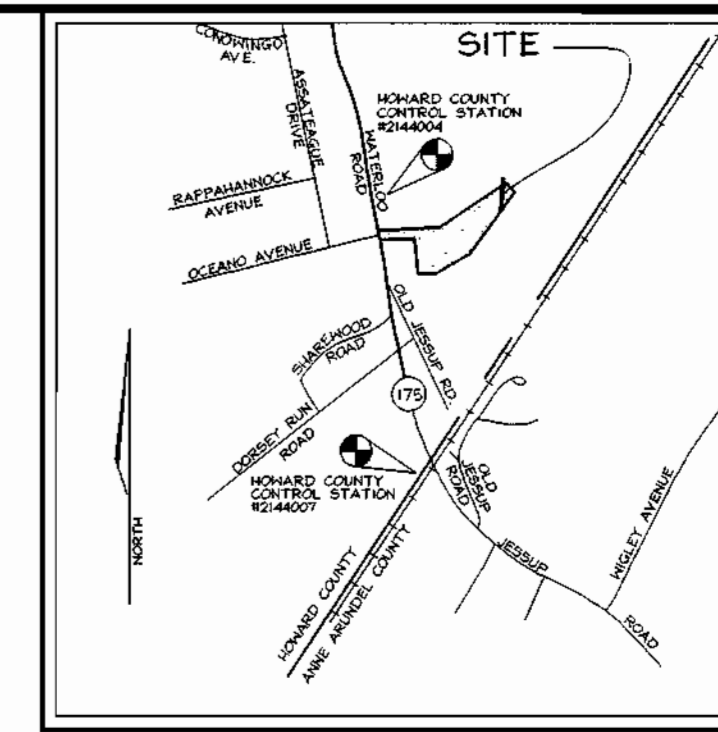 CONOWINGO
AVE.
SITE
ASSATEAGUE
DRIVE
HOWARD COUNTY
CONTROL STATION
#2144004
WATERLOO
ROAD
RAPPAHANNOCK
AVENUE
OCEANO AVENUE
OLD JESSUP RD.
SHAREWOOD
ROAD
175
DORSEY RUN
ROAD
HOWARD COUNTY
CONTROL STATION
#2144007
OLD
JESSUP
ROAD
WIGLEY AVENUE
NORTH
JESSUP
ROAD
HOWARD COUNTY
ANNE ARUNDEL COUNTY